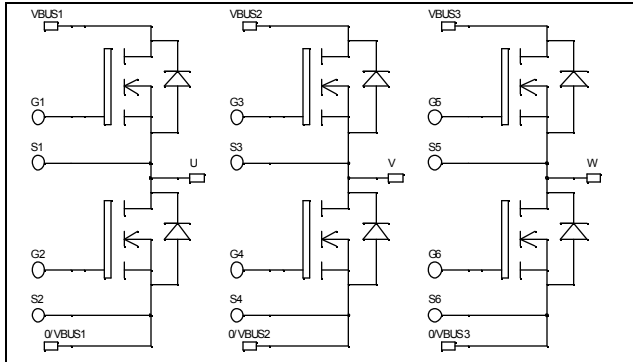 VBUS1 VBUS2 VBUS3
G1 G3 G5
S1 S3 S5
U V W
G2 G4 G6
S2 S4 S6
0/VBUS1 0/VBUS2 0/VBUS3